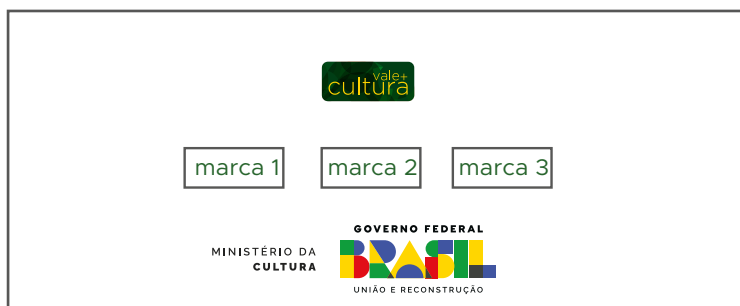 vale+
cultura
marca 1 marca 2 marca 3
GOVERNO FEDERAL
MINISTÉRIO DA
CULTURA
BRASIL
UNIÃO E RECONSTRUÇÃO